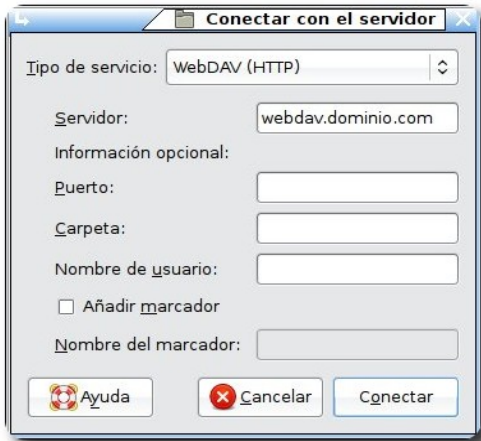 Conectar con el servidor
Tipo de servicio: WebDAV (HTTP)
Servidor: webdav.dominio.com
Información opcional:
Puerto:
Carpeta:
Nombre de usuario:
Añadir marcador
Nombre del marcador:
Ayuda Cancelar Conectar